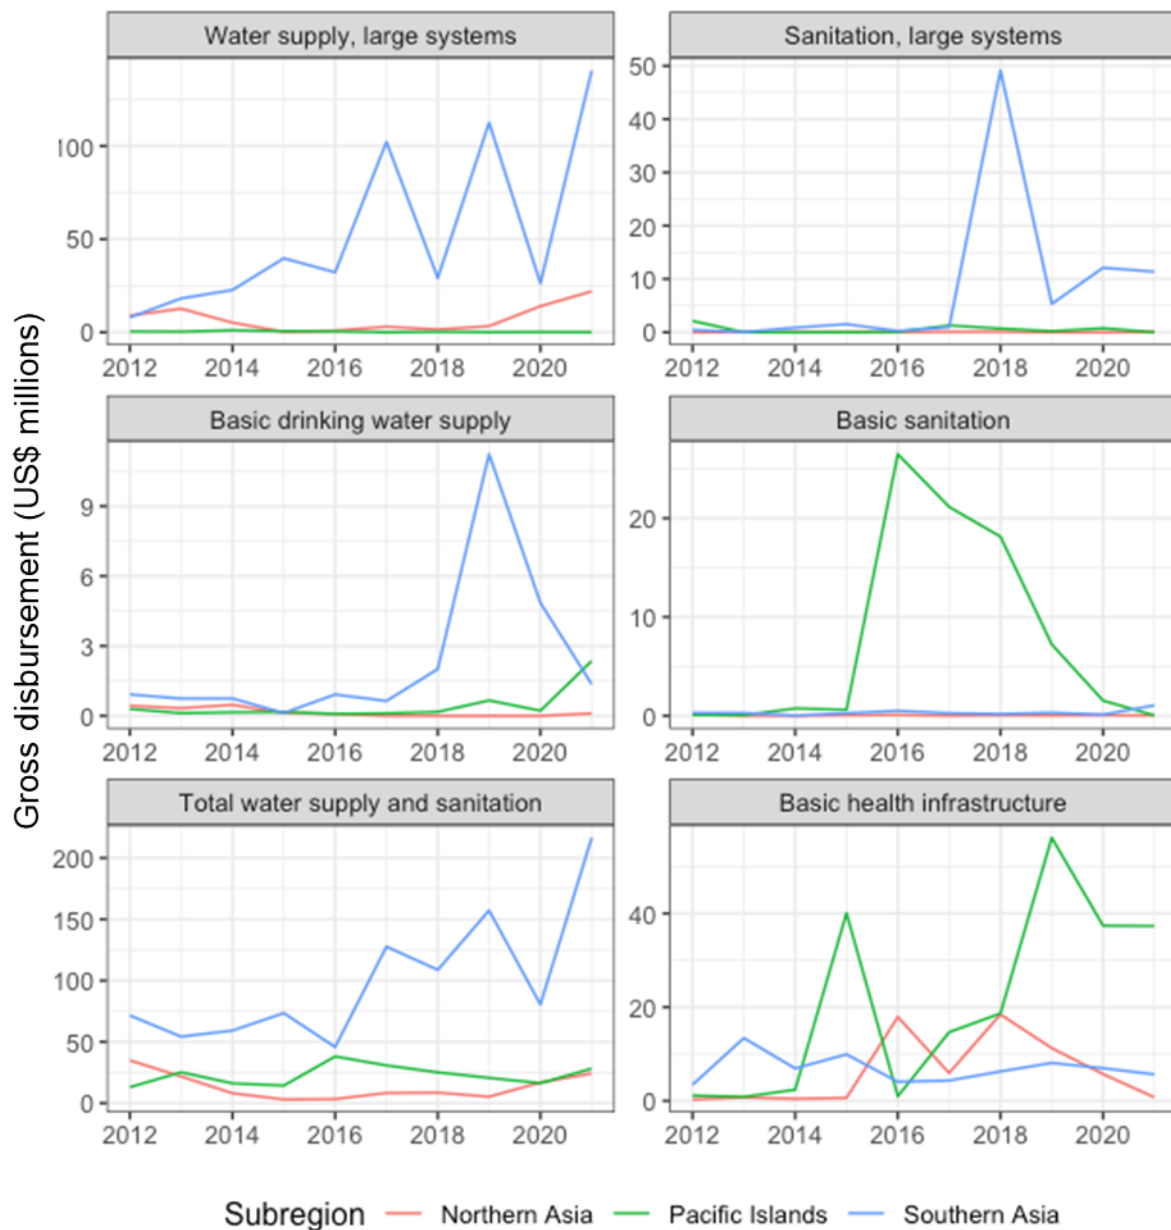 Water supply, large systems
Sanitation, large systems
100
50
0
2012 2014 2016 2018 2020
50
40
30
20
10
0
2012 2014 2016 2018 2020
Basic drinking water supply
Basic sanitation
9
6
3
0
2012 2014 2016 2018 2020
20
10
0
2012 2014 2016 2018 2020
Total water supply and sanitation
Basic health infrastructure
200
150
100
50
0
2012 2014 2016 2018 2020
40
20
0
2012 2014 2016 2018 2020
Gross disbursement (US$ millions)
Subregion Northern Asia Pacific Islands Southern Asia